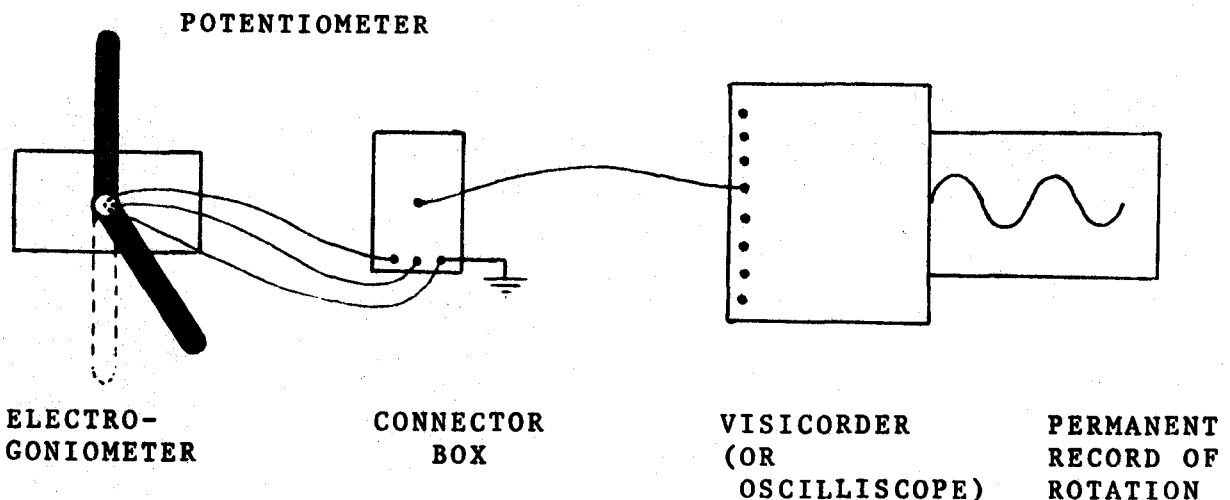 POTENTIOMETER
ELECTRO-
GONIOMETER
CONNECTOR
BOX
VISICORDER
(OR
OSCILLISCOPE)
PERMANENT
RECORD OF
ROTATION